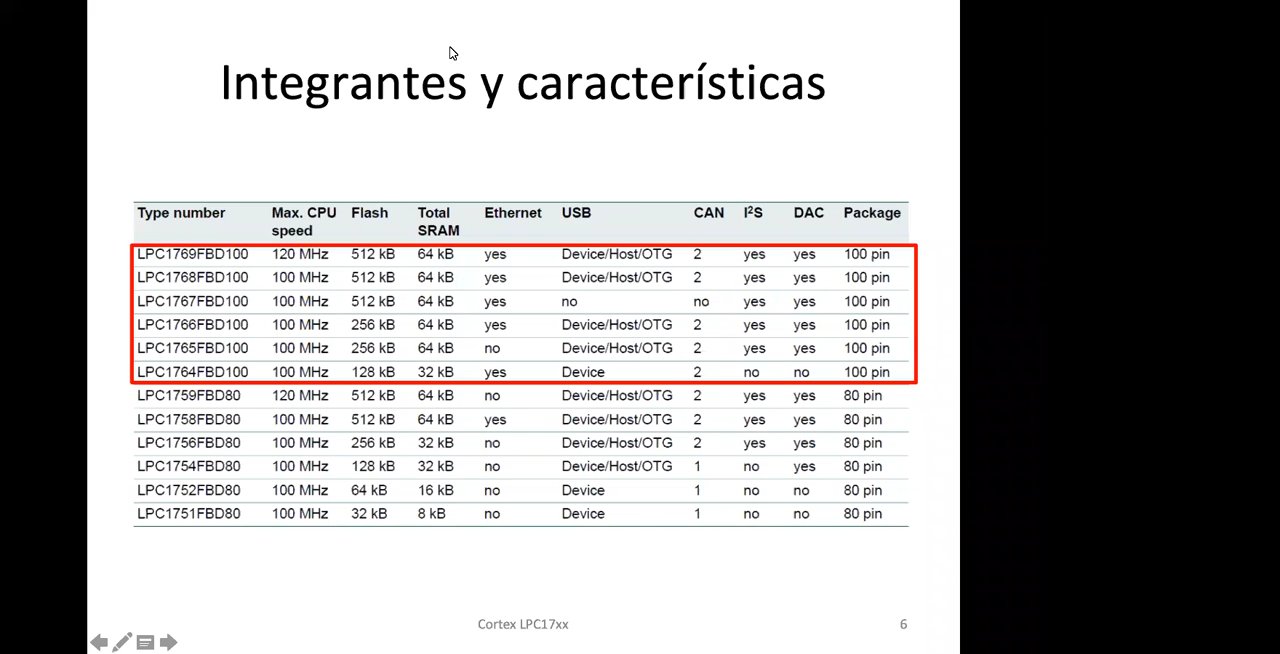 Integrantes y características
Type number Max. CPU speed Flash Total SRAM Ethernet USB CAN I²S DAC Package
LPC1769FBD100 120 MHz 512 kB 64 kB yes Device/Host/OTG 2 yes yes 100 pin
LPC1768FBD100 100 MHz 512 kB 64 kB yes Device/Host/OTG 2 yes yes 100 pin
LPC1767FBD100 100 MHz 512 kB 64 kB yes no no yes yes 100 pin
LPC1766FBD100 100 MHz 256 kB 64 kB yes Device/Host/OTG 2 yes yes 100 pin
LPC1765FBD100 100 MHz 256 kB 64 kB no Device/Host/OTG 2 yes yes 100 pin
LPC1764FBD100 100 MHz 128 kB 32 kB yes Device 2 no no 100 pin
LPC1759FBD80 120 MHz 512 kB 64 kB no Device/Host/OTG 2 yes yes 80 pin
LPC1758FBD80 100 MHz 512 kB 64 kB yes Device/Host/OTG 2 yes yes 80 pin
LPC1756FBD80 100 MHz 256 kB 32 kB no Device/Host/OTG 2 yes yes 80 pin
LPC1754FBD80 100 MHz 128 kB 32 kB no Device/Host/OTG 1 no yes 80 pin
LPC1752FBD80 100 MHz 64 kB 16 kB no Device 1 no no 80 pin
LPC1751FBD80 100 MHz 32 kB 8 kB no Device 1 no no 80 pin
Cortex LPC17xx 6